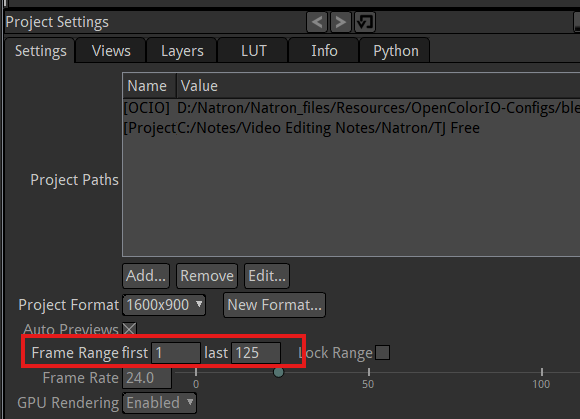 Project Settings
Settings Views Layers LUT Info Python
Name Value
[OCIO] D:/Natron/Natron_files/Resources/OpenColorIO-Configs/ble
[ProjectC:/Notes/Video Editing Notes/Natron/TJ Free
Project Paths
Add... Remove Edit...
Project Format 1600x900 New Format...
Auto Previews
Frame Range first 1 last 125 Lock Range
Frame Rate 24.0 0 50 100
GPU Rendering Enabled